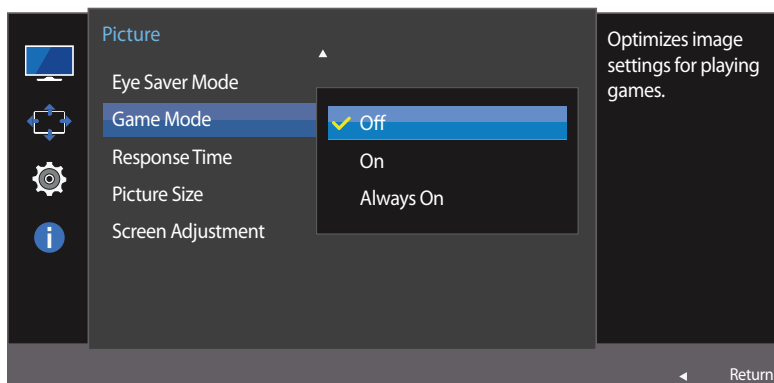 Picture
Eye Saver Mode
Game Mode
Response Time
Picture Size
Screen Adjustment
Off
On
Always On
Optimizes image
settings for playing
games.
Return